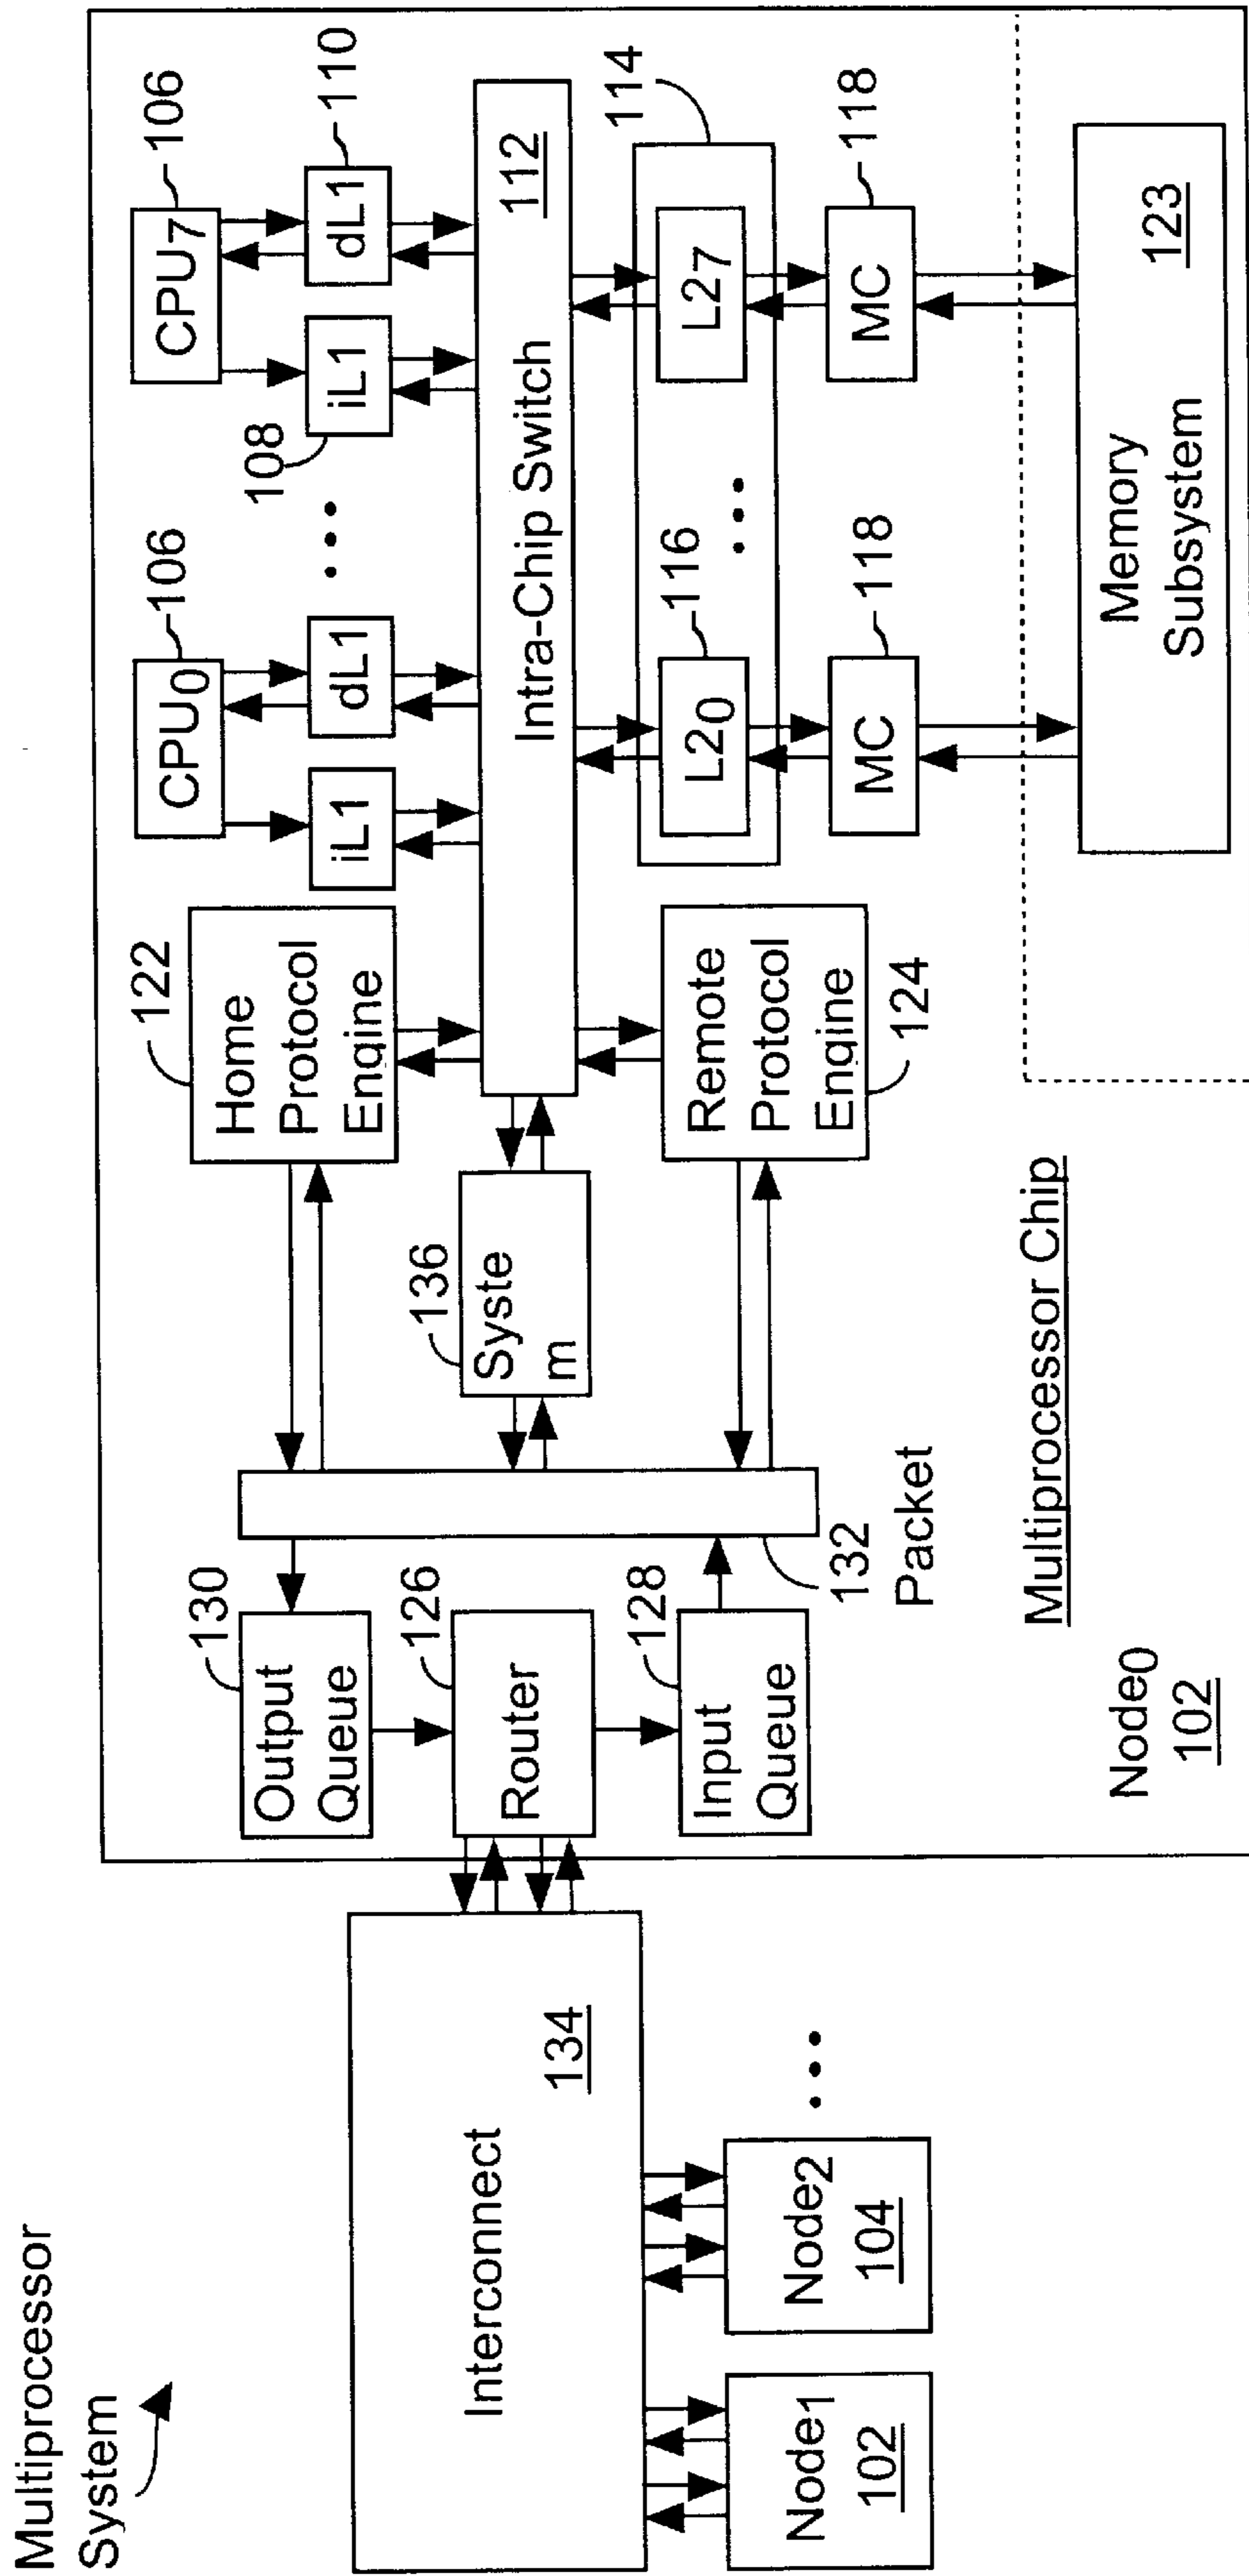 Multiprocessor
System
Interconnect
134
Node1
102
Node2
104
•••
130
Output
Queue
126
Router
128
Input
Queue
132
Packet
136
Syste
m
122
Home
Protocol
Engine
Remote
Protocol
Engine
124
CPU0
106
iL1
dL1
•••
CPU7
106
108
iL1
dL1
110
Intra-Chip Switch
112
114
116
L20
•••
L27
MC
118
MC
118
Memory
Subsystem
123
Multiprocessor Chip
Node0
102